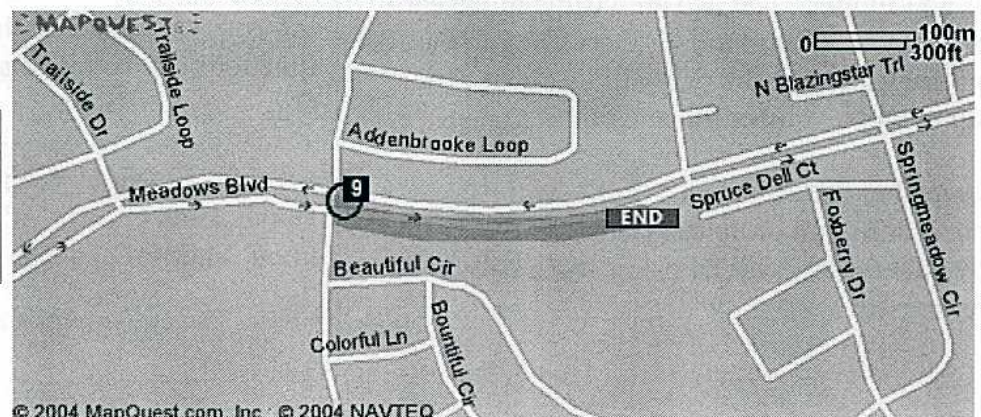 MAPQUEST
100m
0
300ft
Trailside Dr
Trailside Loop
N Blazingstar Trl
Addenbrooke Loop
Meadows Blvd
9
END
Spruce Dell Ct
Springmeadow Cir
Foxberry Dr
Beautiful Cir
Bountiful Cir
Colorful Ln
© 2004 MapQuest.com, Inc.; © 2004 NAVTEQ